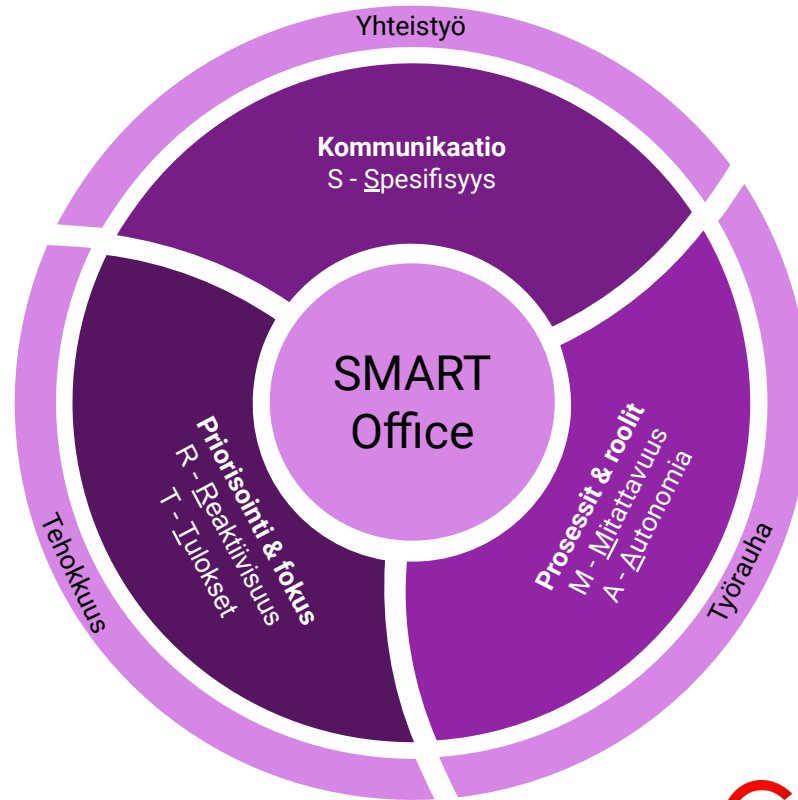 Yhteistyö
Kommunikaatio
S - Spesifisyys
SMART
Office
Prosessit & roolit
M - Mitattavuus
A - Autonomia
Työrauha
Priorisointi & fokus
R - Reaktiivisuus
T - Tulokset
Tehokkuus